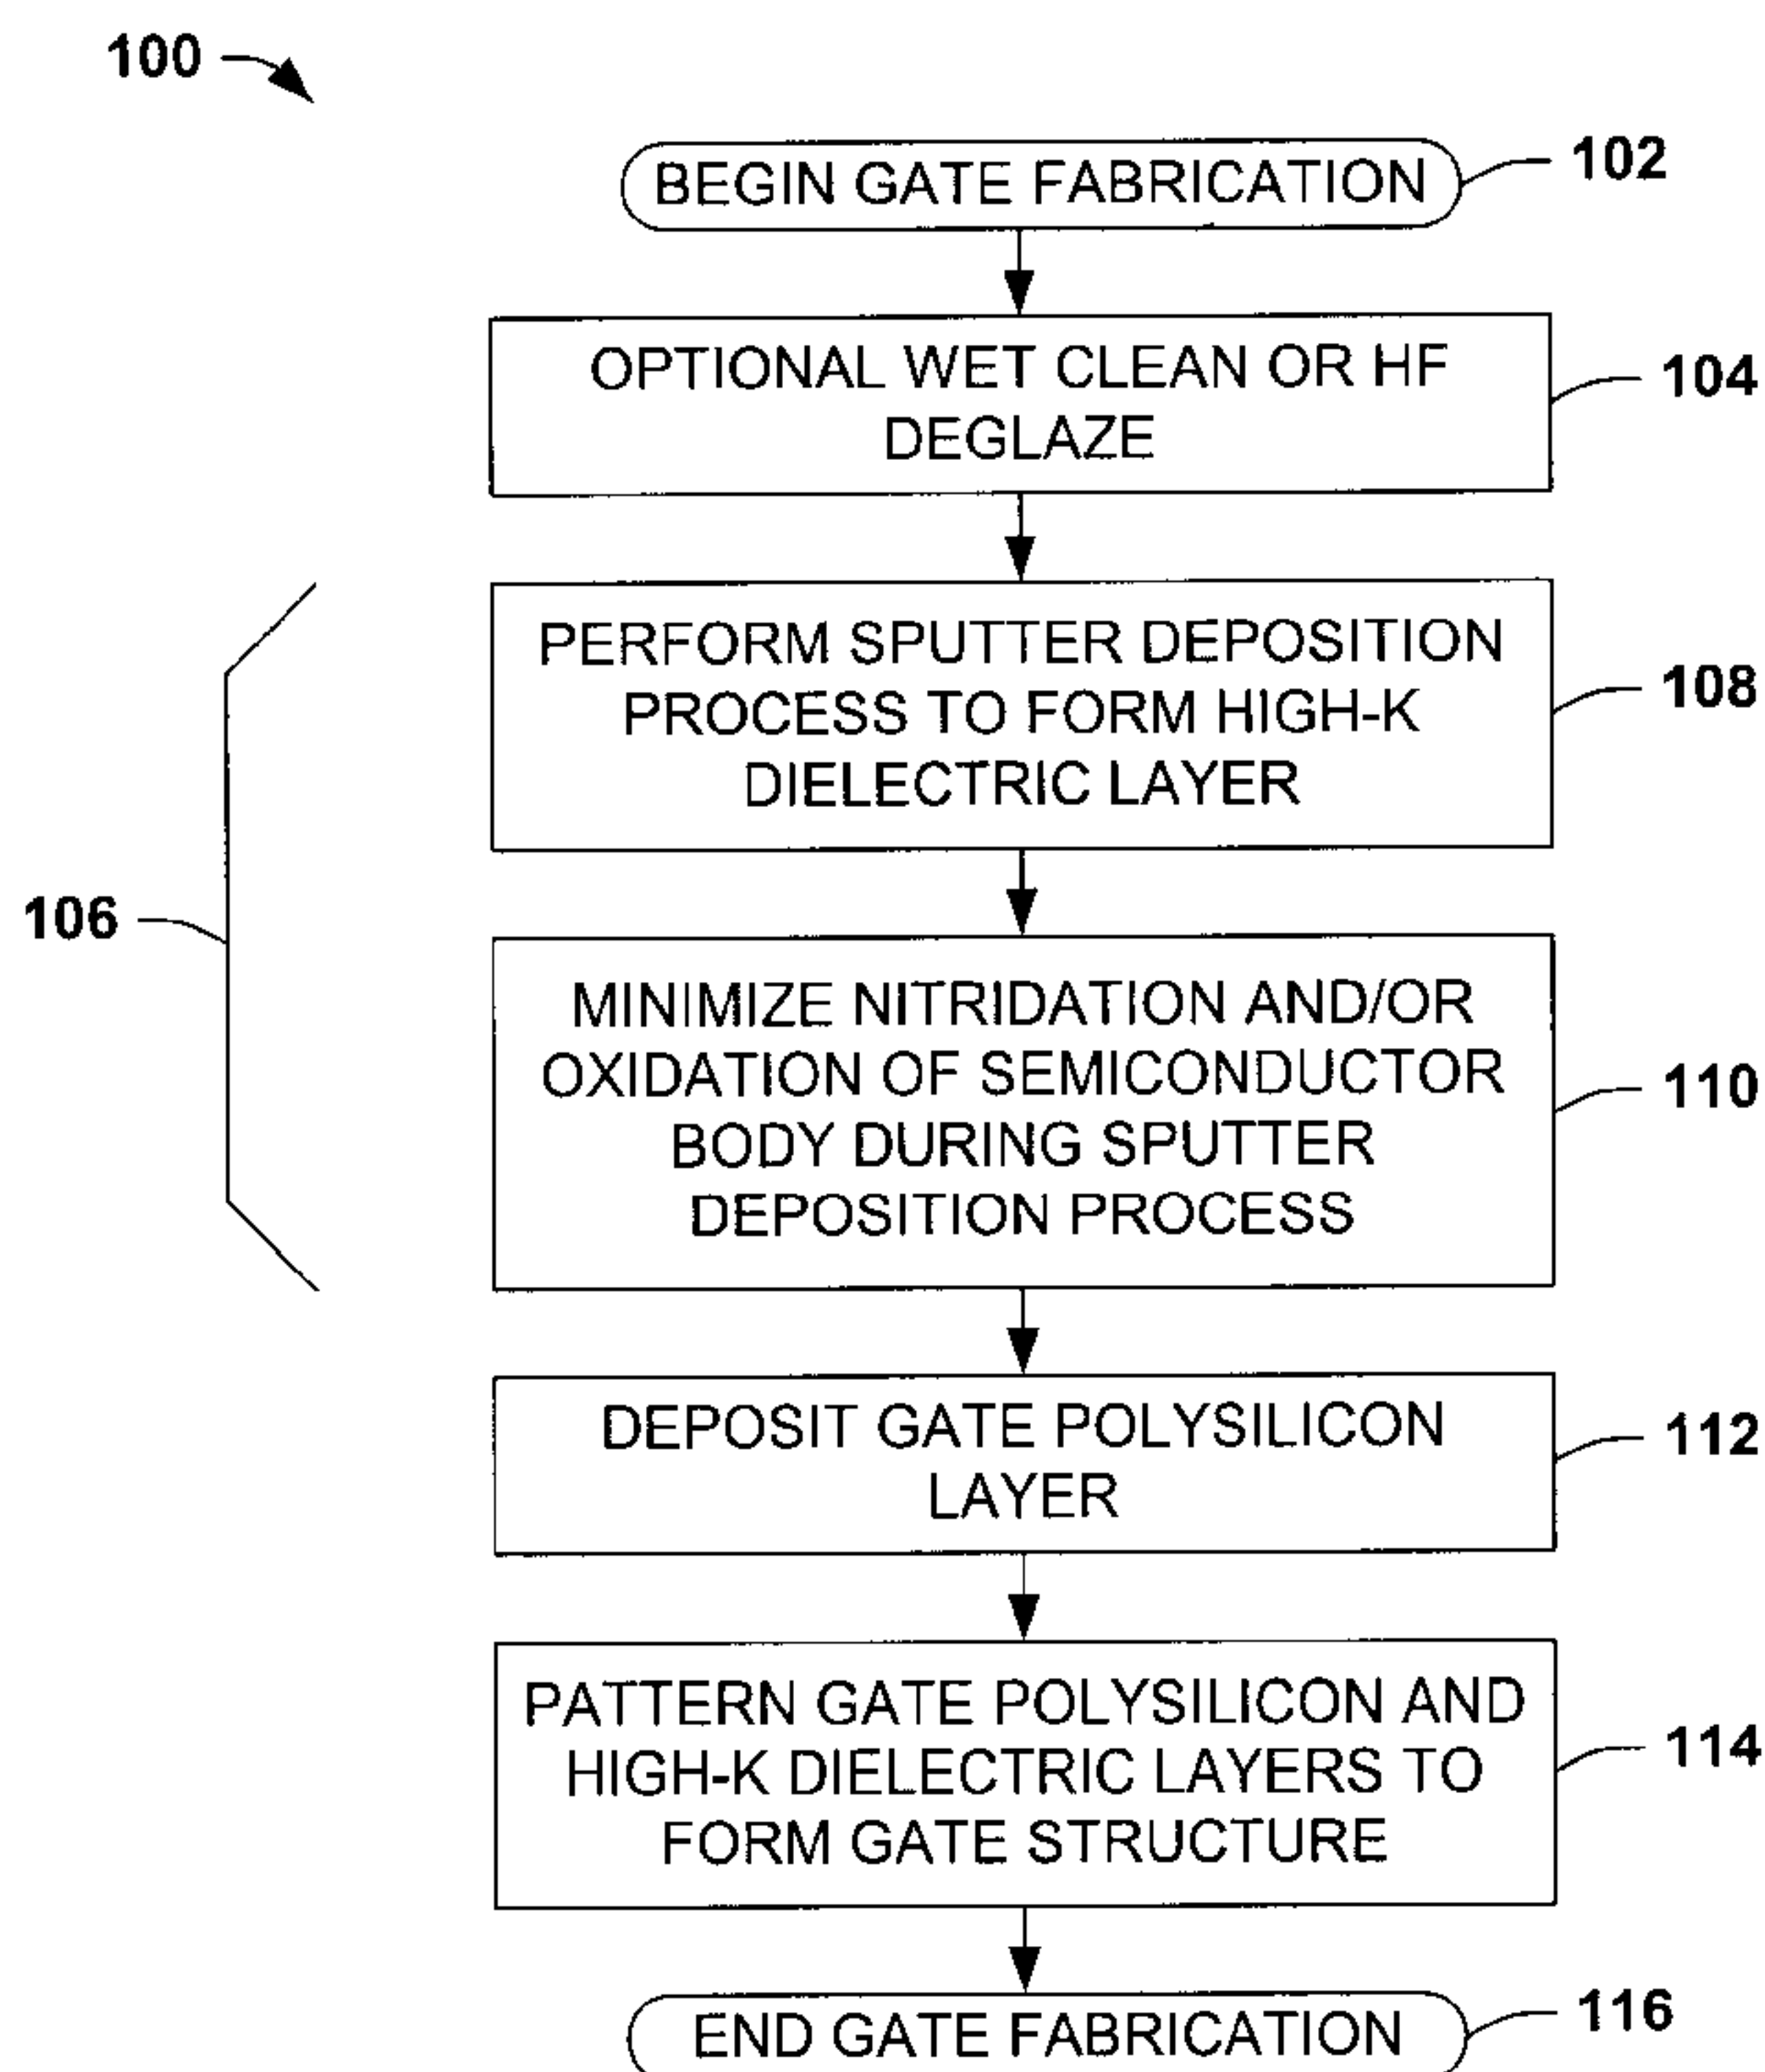 100
BEGIN GATE FABRICATION
102
OPTIONAL WET CLEAN OR HF
DEGLAZE
104
PERFORM SPUTTER DEPOSITION
PROCESS TO FORM HIGH-K
DIELECTRIC LAYER
108
106
MINIMIZE NITRIDATION AND/OR
OXIDATION OF SEMICONDUCTOR
BODY DURING SPUTTER
DEPOSITION PROCESS
110
DEPOSIT GATE POLYSILICON
LAYER
112
PATTERN GATE POLYSILICON AND
HIGH-K DIELECTRIC LAYERS TO
FORM GATE STRUCTURE
114
END GATE FABRICATION
116